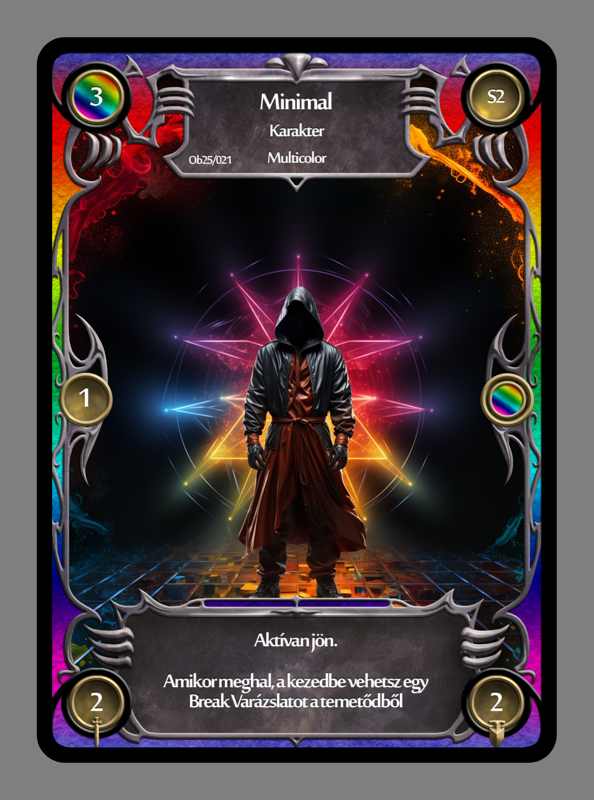 3
S2
Minimal
Karakter
Ob25/021 Multicolor
1
Aktívan jön.
Amikor meghal, a kezedbe vehetsz egy
Break Varázslatot a temetődből
2
2